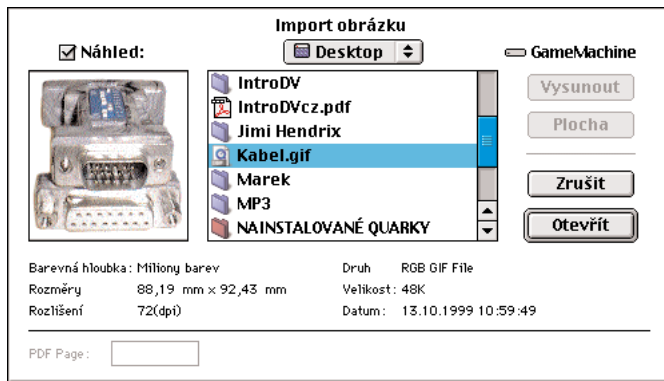 Import obrázku
Náhled:
Desktop
GameMachine
IntroDV
IntroDVcz.pdf
Jimi Hendrix
Kabel.gif
Marek
MP3
NAINSTALOVANÉ QUARKY
Vysunout
Plocha
Zrušit
Otevřít
Barevná hloubka: Miliony barev
Druh RGB GIF File
Rozměry 88,19 mm x 92,43 mm
Velikost: 48K
Rozlišení 72(dpi)
Datum: 13.10.1999 10:59:49
PDF Page: